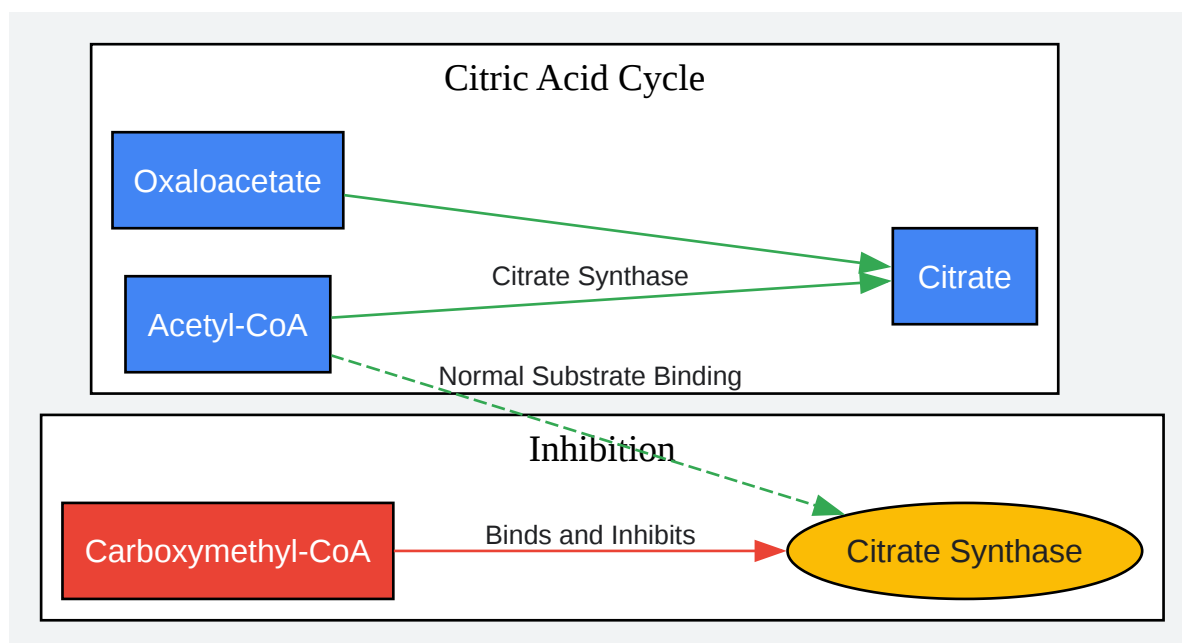 Citric Acid Cycle
Oxaloacetate
Citrate Synthase
Citrate
Acetyl-CoA
Normal Substrate Binding
Inhibition
Carboxymethyl-CoA
Binds and Inhibits
Citrate Synthase